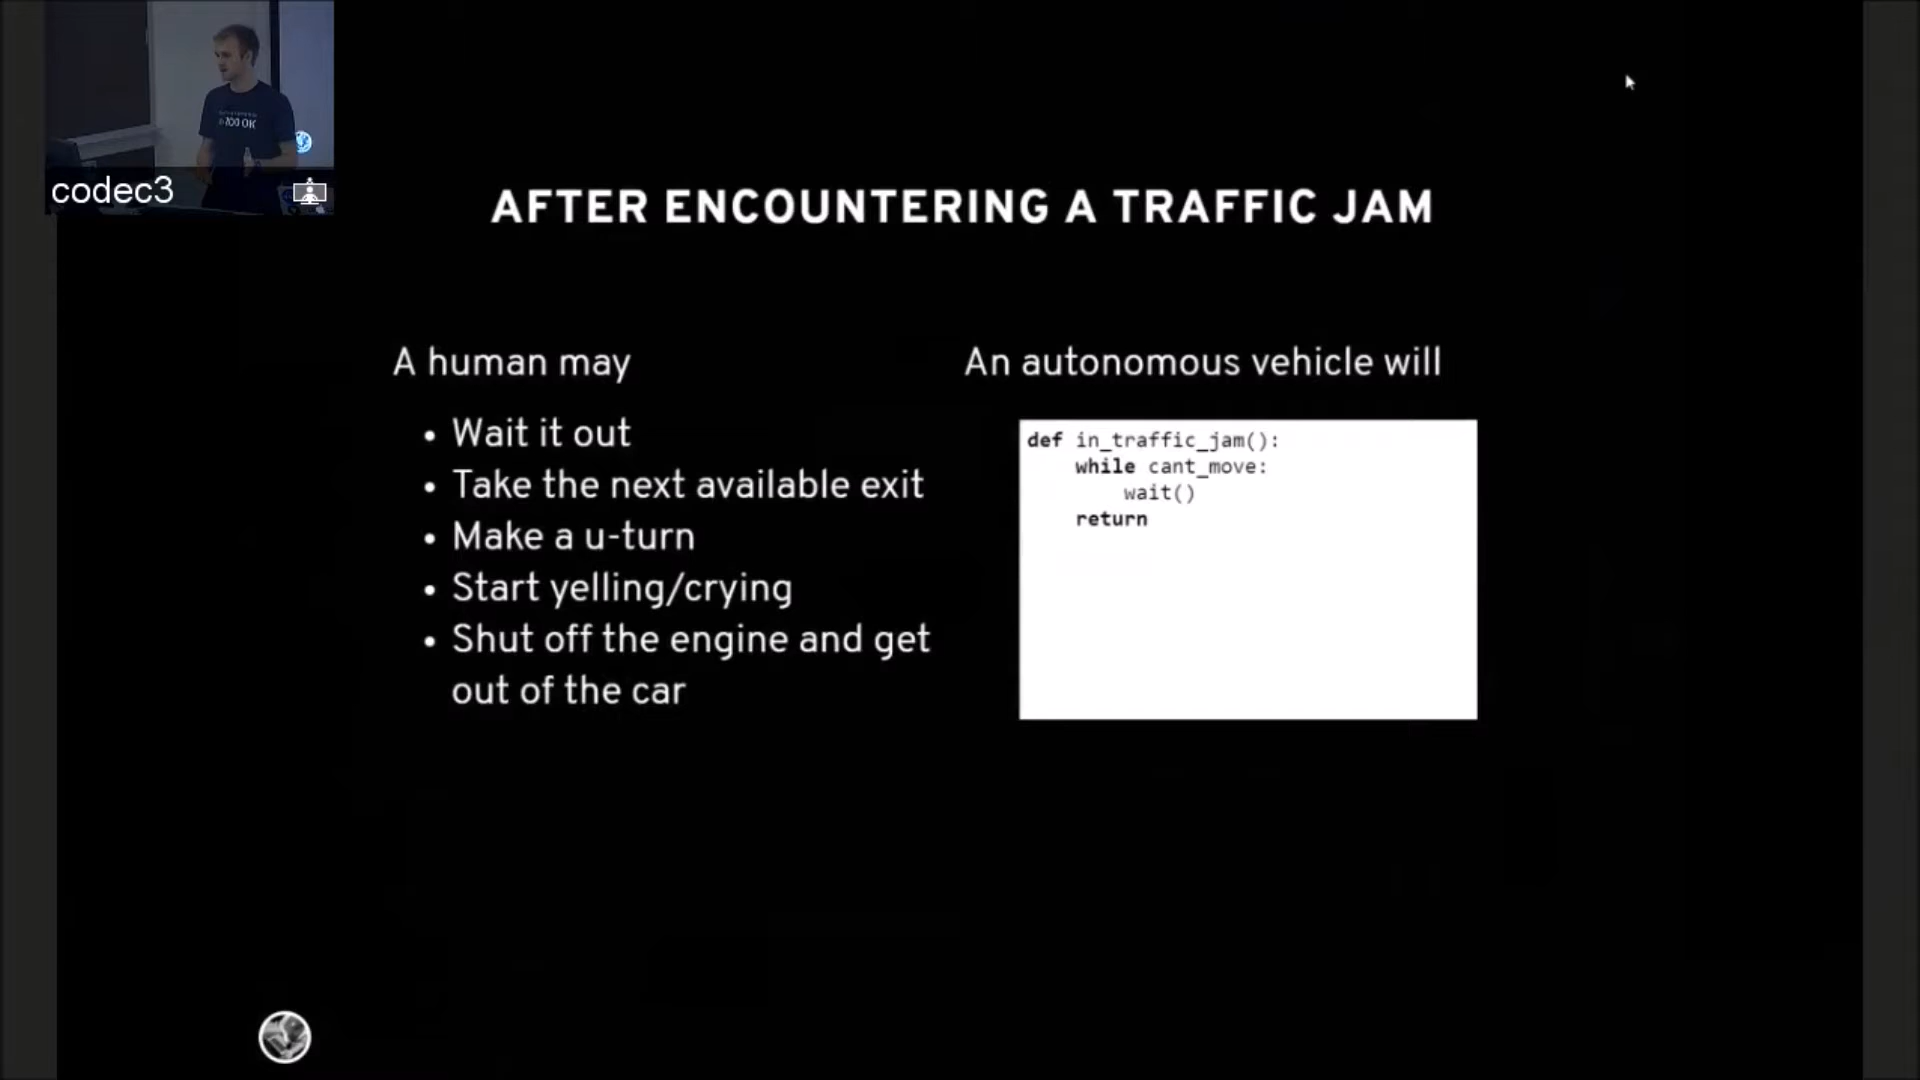 200 OK
codec3
AFTER ENCOUNTERING A TRAFFIC JAM
A human may
• Wait it out
• Take the next available exit
• Make a u-turn
• Start yelling/crying
• Shut off the engine and get
out of the car
An autonomous vehicle will
def in_traffic_jam():
    while cant_move:
        wait()
    return